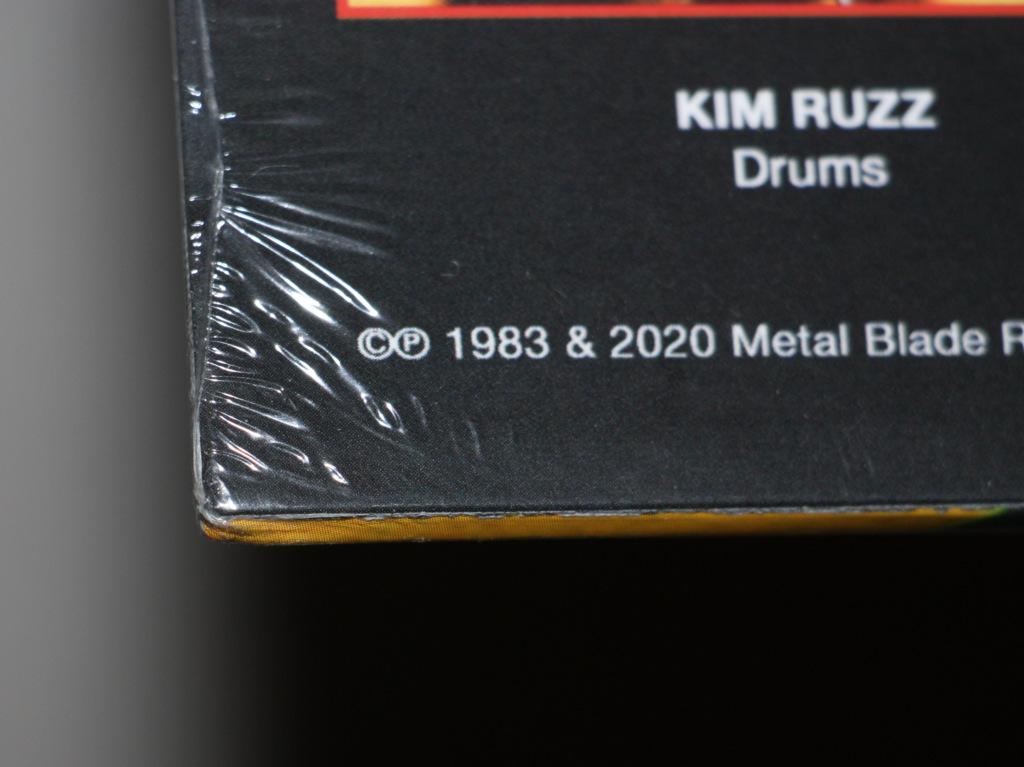 KIM RUZZ
Drums
©℗ 1983 & 2020 Metal Blade